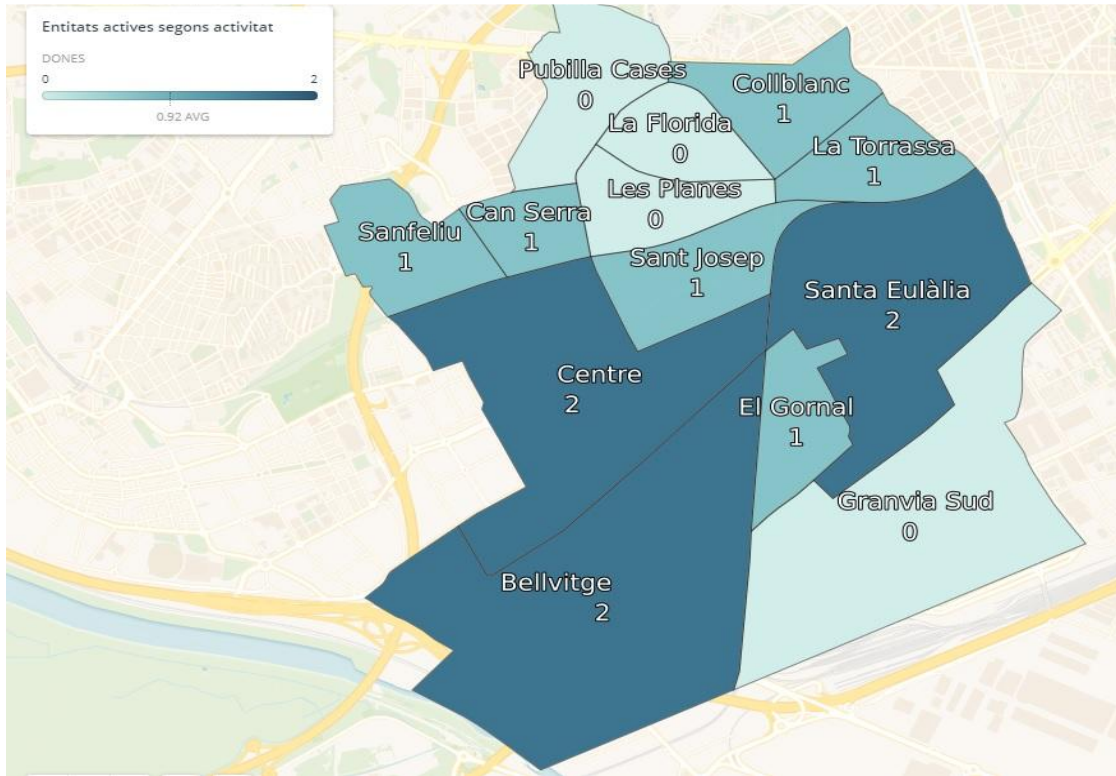 Entitats actives segons activitat
DONES
0 2
0.92 AVG
Pubilla Cases
0
Collblanc
1
La Florida
0
La Torrassa
1
Les Planes
0
Can Serra
1
Sanfeliu
1
Sant Josep
1
Santa Eulàlia
2
Centre
2
El Gornal
1
Granvia Sud
0
Bellvitge
2